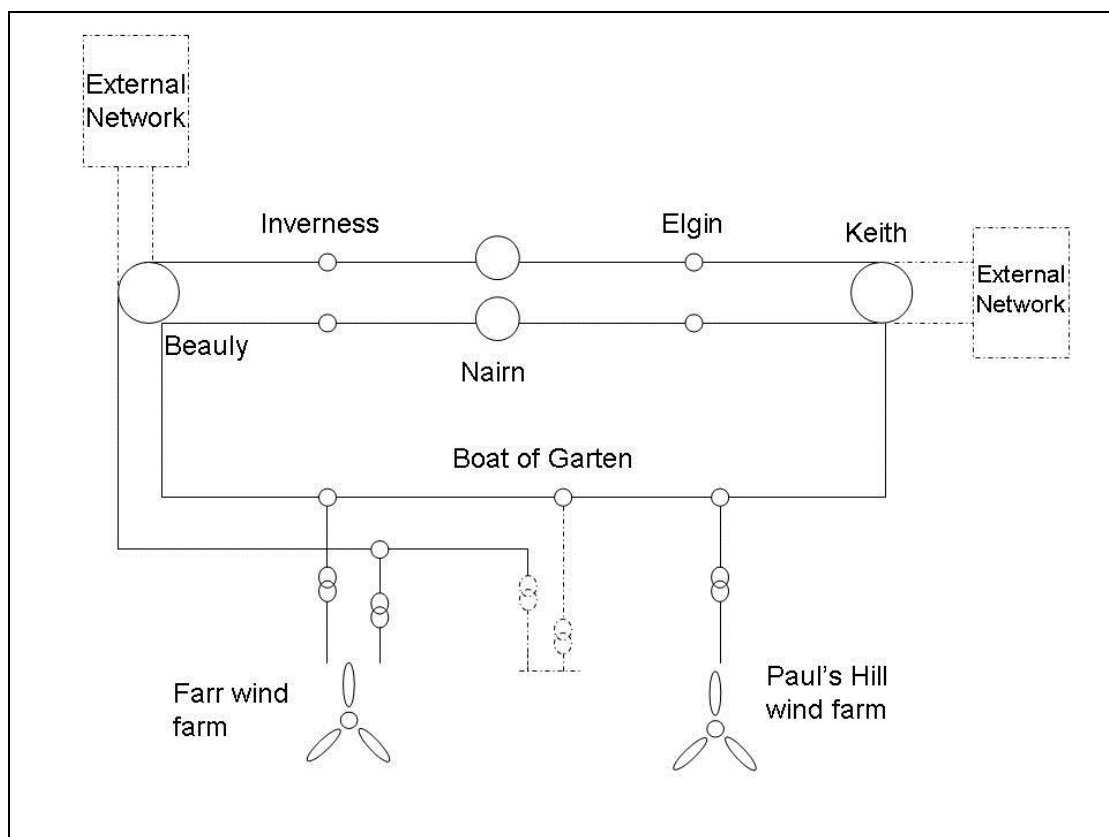 External
Network
Inverness
Elgin
Keith
External
Network
Beauly
Nairn
Boat of Garten
Farr wind
farm
Paul's Hill
wind farm